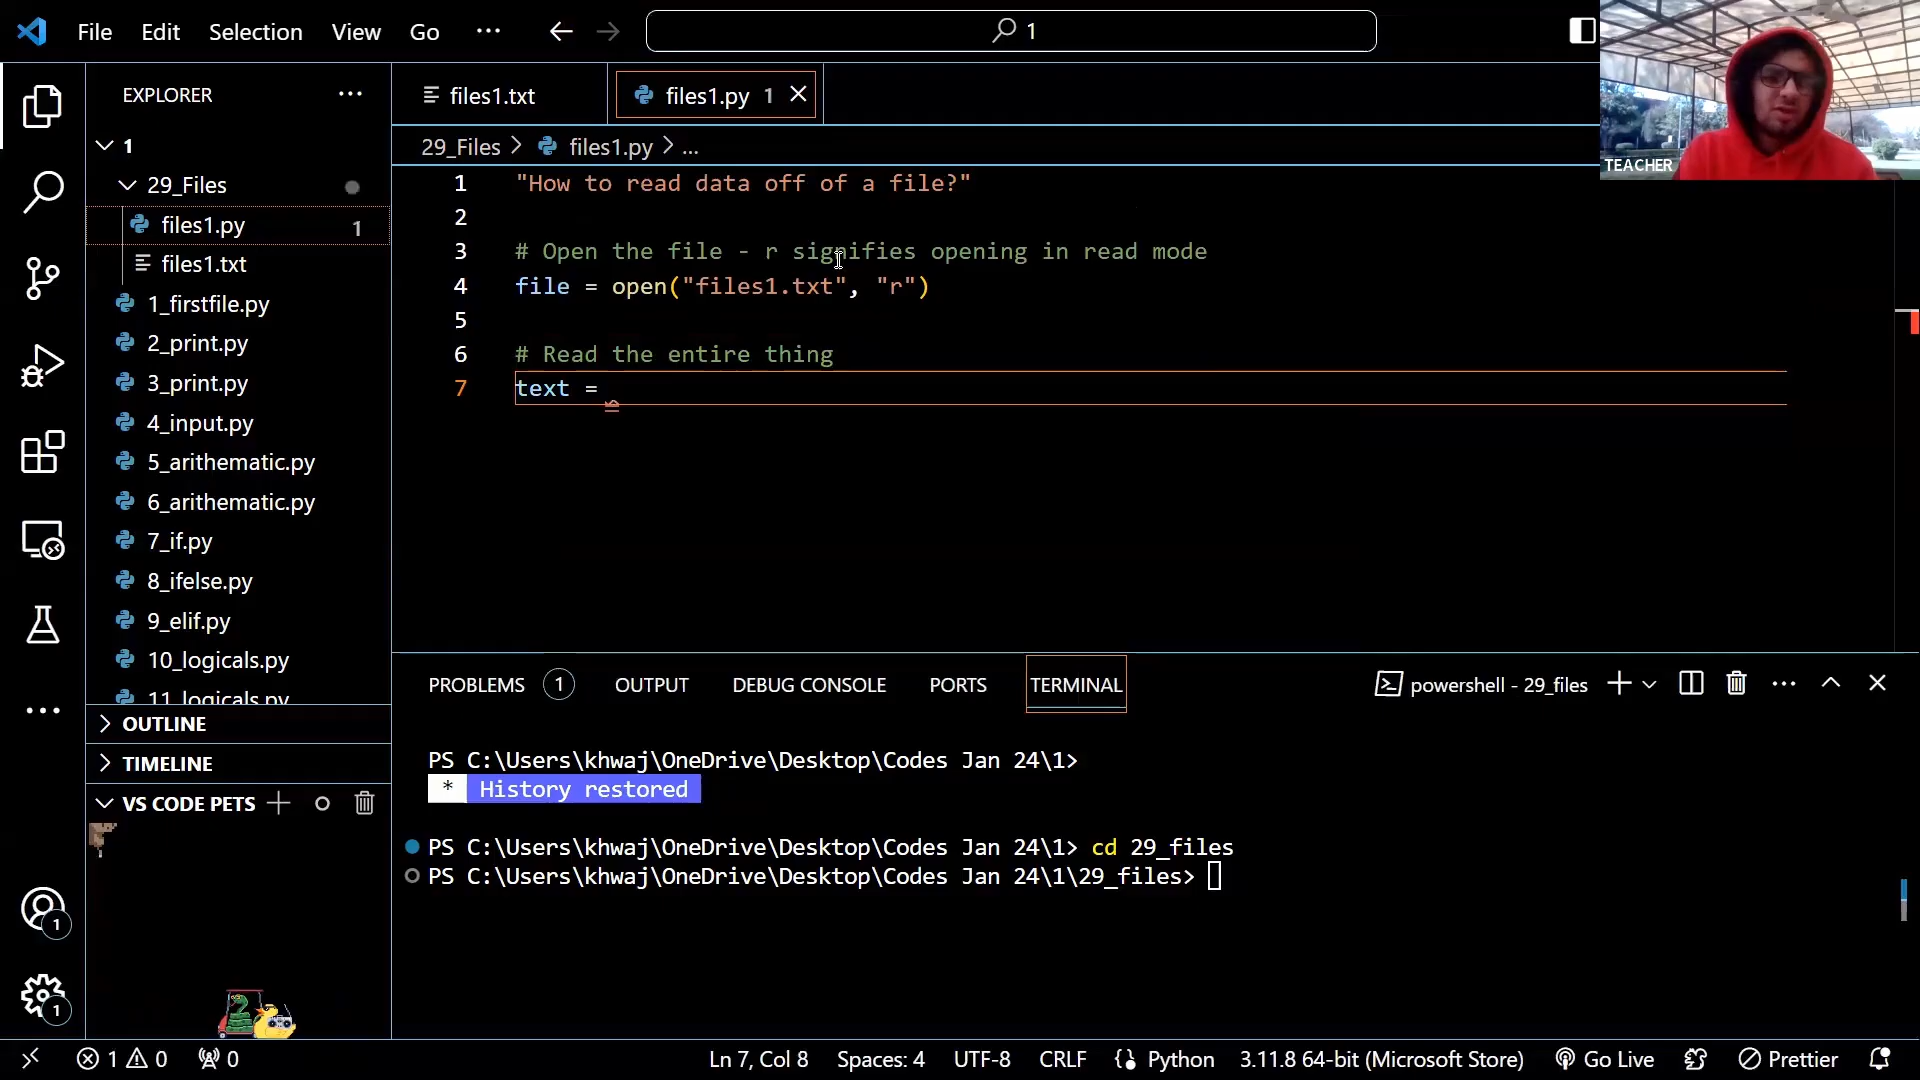 File Edit Selection View Go ... 1
TEACHER
EXPLORER ...
files1.txt
files1.py 1
29_Files > files1.py > ...
1
29_Files
files1.py 1
files1.txt
1_firstfile.py
2_print.py
3_print.py
4_input.py
5_arithematic.py
6_arithematic.py
7_if.py
8_ifelse.py
9_elif.py
10_logicals.py
11_logicals.py
OUTLINE
TIMELINE
VS CODE PETS
1 "How to read data off of a file?"
2
3 # Open the file - r signifies opening in read mode
4 file = open("files1.txt", "r")
5
6 # Read the entire thing
7 text =
PROBLEMS 1 OUTPUT DEBUG CONSOLE PORTS TERMINAL powershell - 29_files
PS C:\Users\khwaj\OneDrive\Desktop\Codes Jan 24\1>
* History restored
PS C:\Users\khwaj\OneDrive\Desktop\Codes Jan 24\1> cd 29_files
PS C:\Users\khwaj\OneDrive\Desktop\Codes Jan 24\1\29_files>
1
1
1 0 0 Ln 7, Col 8 Spaces: 4 UTF-8 CRLF Python 3.11.8 64-bit (Microsoft Store) Go Live Prettier